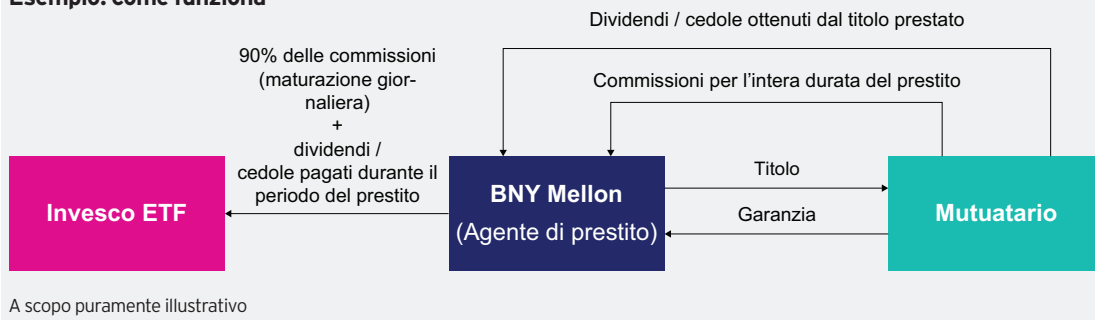 Esempio: come funziona
Dividendi / cedole ottenuti dal titolo prestato
90% delle commissioni
(maturazione gior-
naliera)
+
dividendi /
cedole pagati durante il
periodo del prestito
Commissioni per l'intera durata del prestito
Invesco ETF
BNY Mellon
(Agente di prestito)
Titolo
Garanzia
Mutuatario
A scopo puramente illustrativo